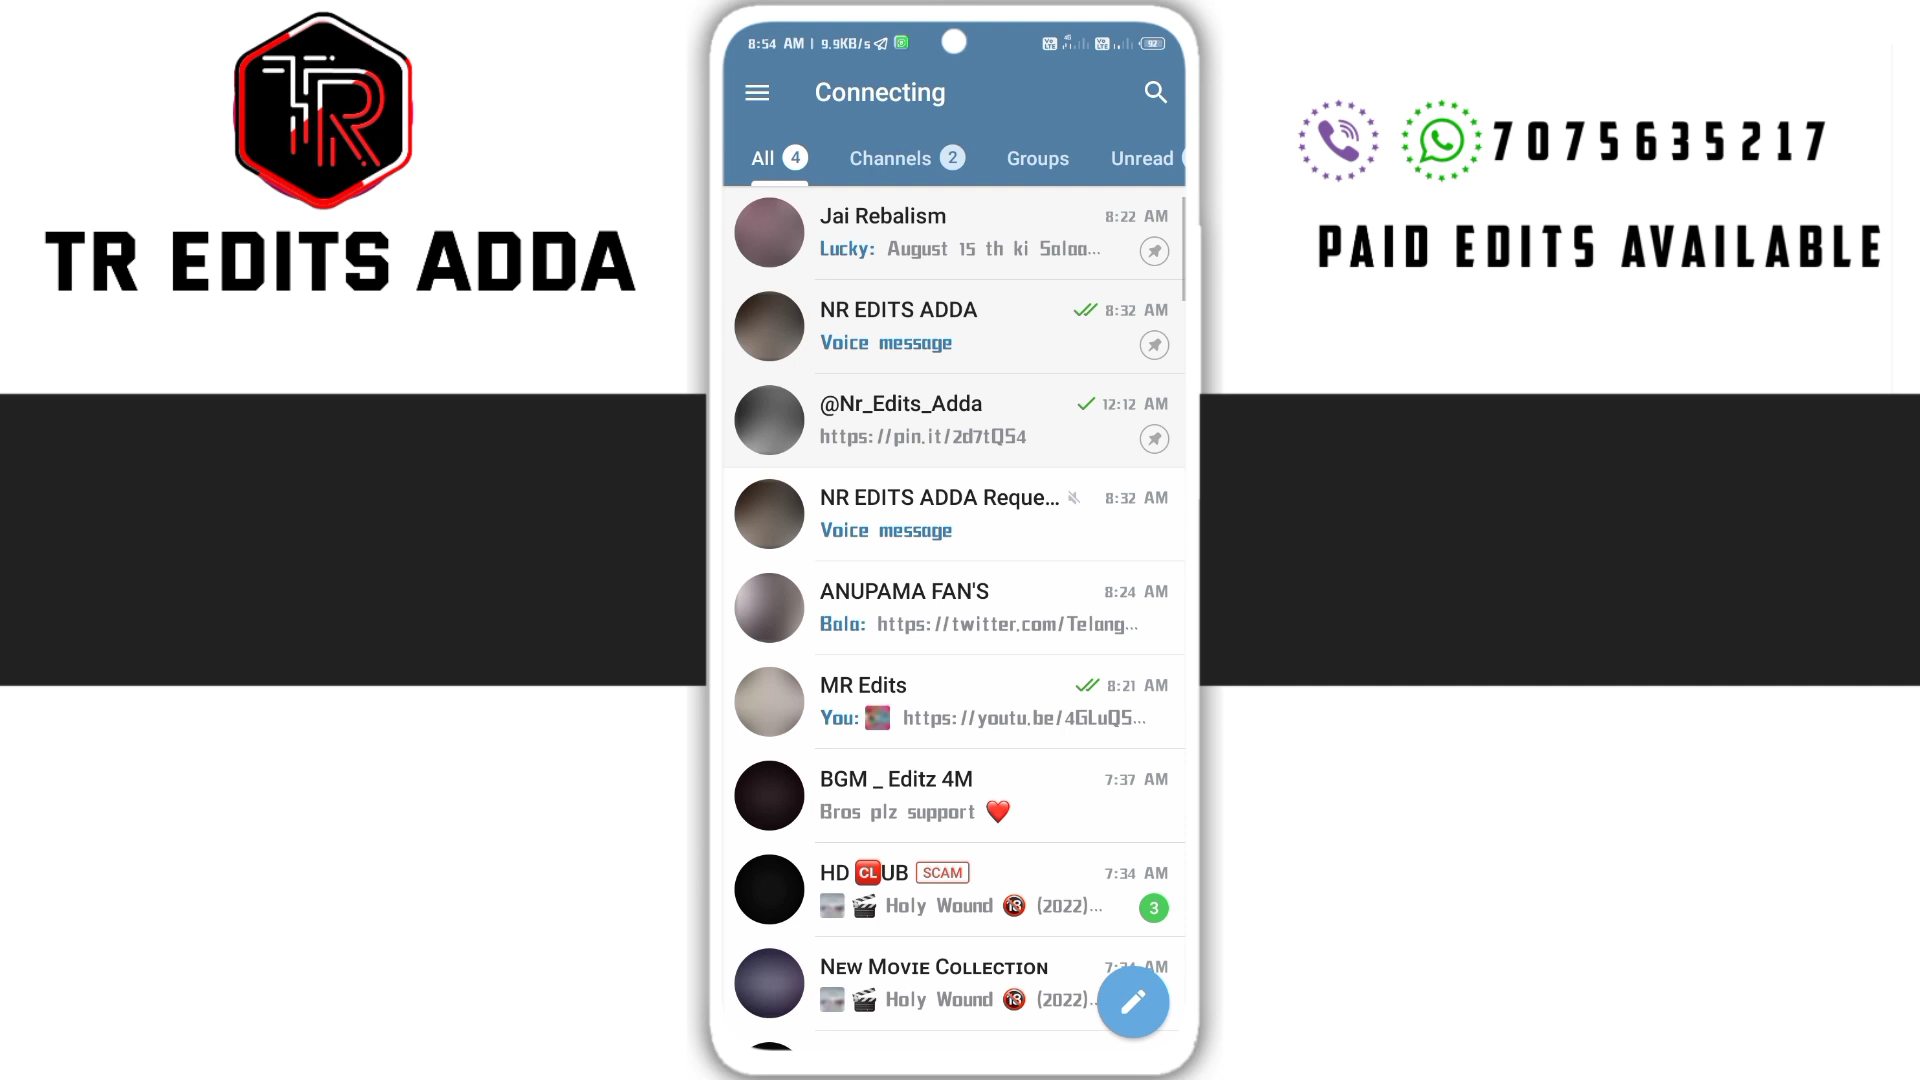 TR
TR EDITS ADDA
7075635217
PAID EDITS AVAILABLE
8:54 AM | 9.9KB/s 92
Connecting
All 4 Channels 2 Groups Unread
Jai Rebalism 8:22 AM
Lucky: August 15 th ki Salaa...
NR EDITS ADDA 8:32 AM
Voice message
@Nr_Edits_Adda 12:12 AM
https://pin.it/2d7tQS4
NR EDITS ADDA Reque... 8:32 AM
Voice message
ANUPAMA FAN'S 8:24 AM
Bala: https://twitter.com/Telang...
MR Edits 8:21 AM
You: https://youtu.be/4GLuQS...
BGM _ Editz 4M 7:37 AM
Bros plz support ❤️
HD CLUB SCAM 7:34 AM
🎬 Holy Wound 🔞 (2022)... 3
New Movie Collection
🎬 Holy Wound 🔞 (2022)...